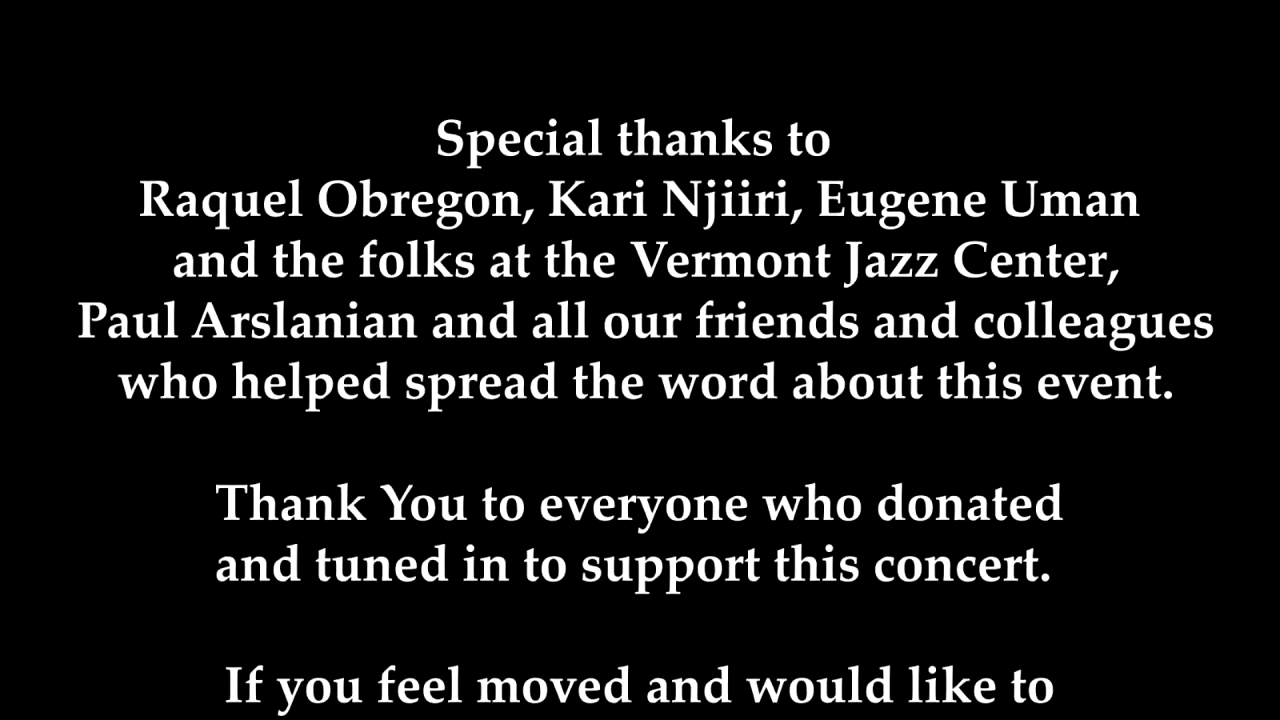 Special thanks to
Raquel Obregon, Kari Njiiri, Eugene Uman
and the folks at the Vermont Jazz Center,
Paul Arslanian and all our friends and colleagues
who helped spread the word about this event.
Thank You to everyone who donated
and tuned in to support this concert.
If you feel moved and would like to